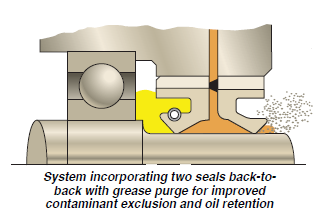 System incorporating two seals back-to-
back with grease purge for improved
contaminant exclusion and oil retention